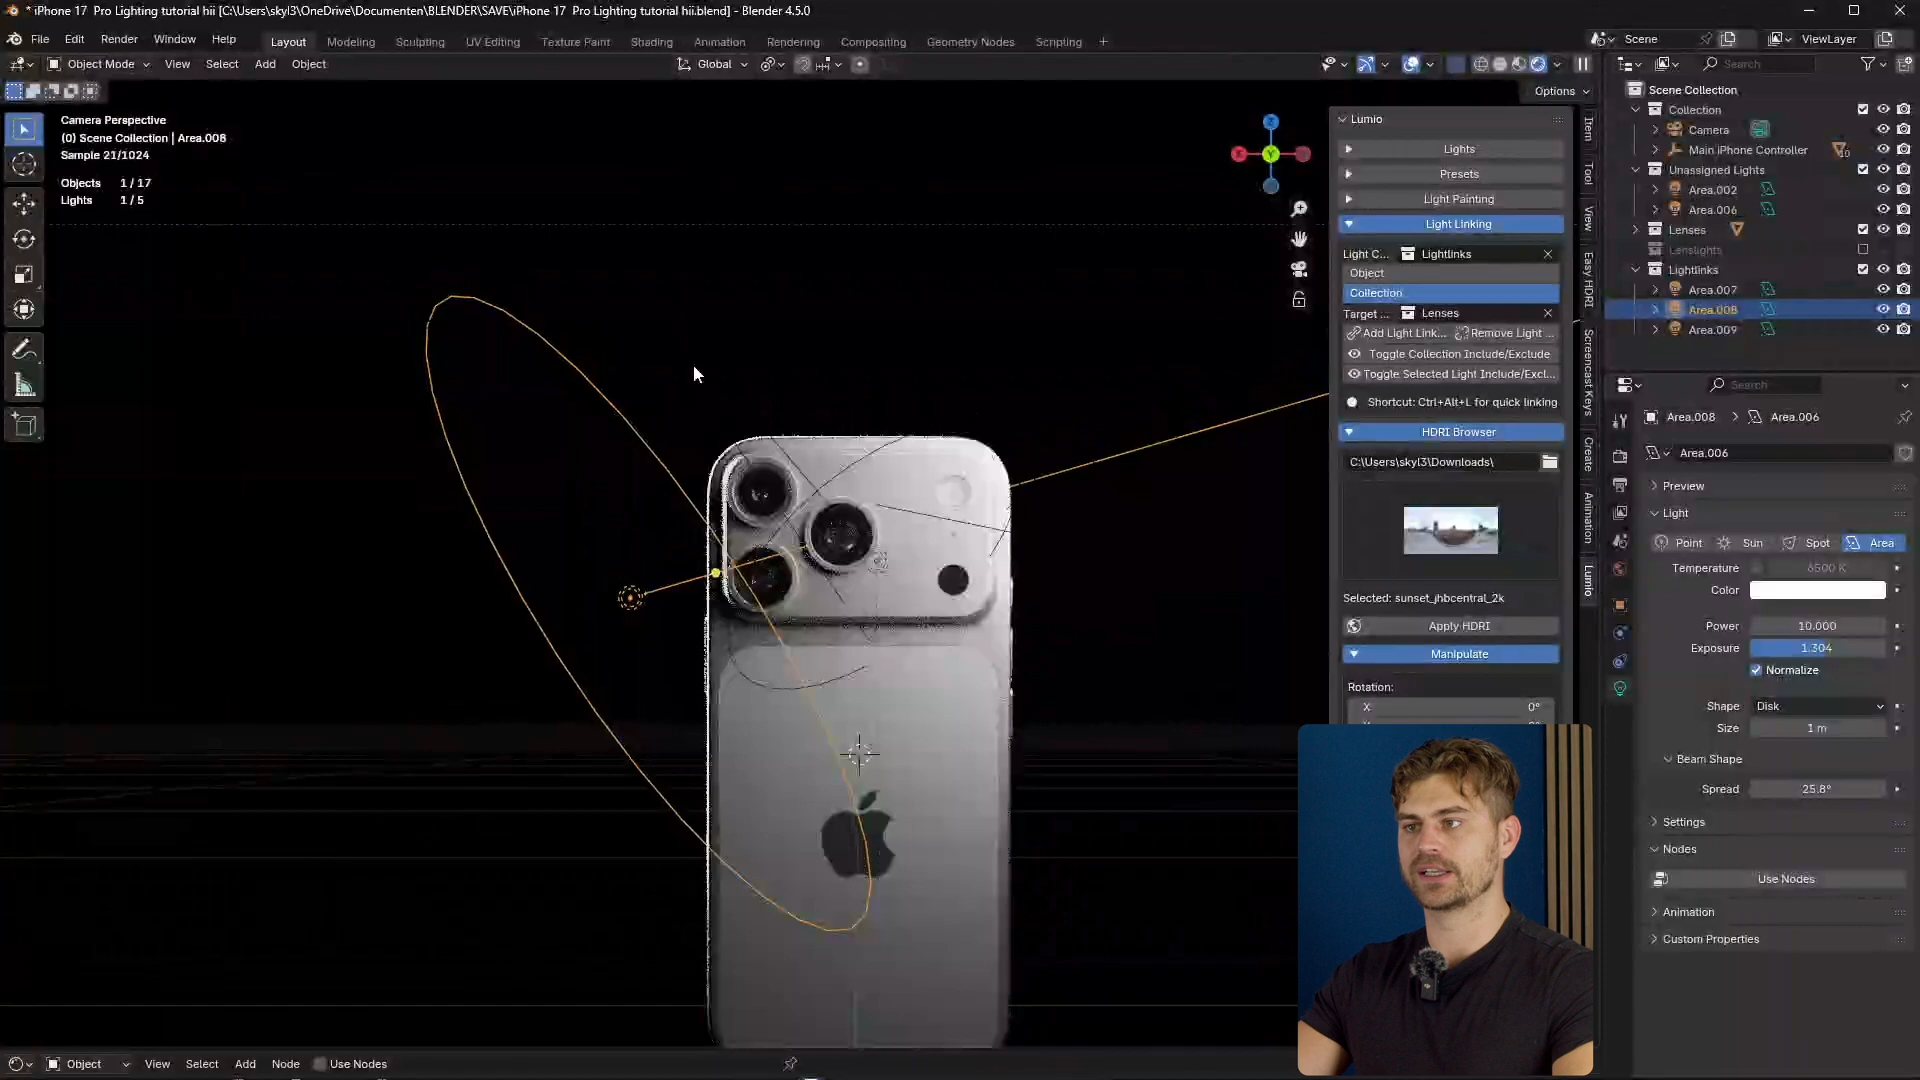 * iPhone 17  Pro Lighting tutorial hii [C:\Users\skyl3\OneDrive\Documenten\BLENDER\SAVE\iPhone 17  Pro Lighting tutorial hii.blend] - Blender 4.5.0
File Edit Render Window Help
Layout Modeling Sculpting UV Editing Texture Paint Shading Animation Rendering Compositing Geometry Nodes Scripting +
Scene
ViewLayer
Object Mode View Select Add Object
Global
Search
Options
Camera Perspective
(0) Scene Collection | Area.008
Sample 21/1024
Objects 1 / 17
Lights 1 / 5
X
Y
Z
Lumio
Lights
Presets
Light Painting
Light Linking
Light C... Lightlinks
Object
Collection
Target ... Lenses
Add Light Link... Remove Light ...
Toggle Collection Include/Exclude
Toggle Selected Light Include/Excl...
Shortcut: Ctrl+Alt+L for quick linking
HDRI Browser
C:\Users\skyl3\Downloads\
Selected: sunset_jhbcentral_2k
Apply HDRI
Manipulate
Rotation:
X 0°
Item
Tool
View
Easy HDRI
Screencast Keys
Create
Animation
Lumio
Scene Collection
Collection
Camera
Main iPhone Controller 10
Unassigned Lights
Area.002
Area.006
Lenses
Lenslights
Lightlinks
Area.007
Area.008
Area.009
Search
Area.008 > Area.006
Area.006
Preview
Light
Point Sun Spot Area
Temperature 6500 K
Color
Power 10.000
Exposure 1.304
Normalize
Shape Disk
Size 1 m
Beam Shape
Spread 25.8°
Settings
Nodes
Use Nodes
Animation
Custom Properties
Object View Select Add Node Use Nodes